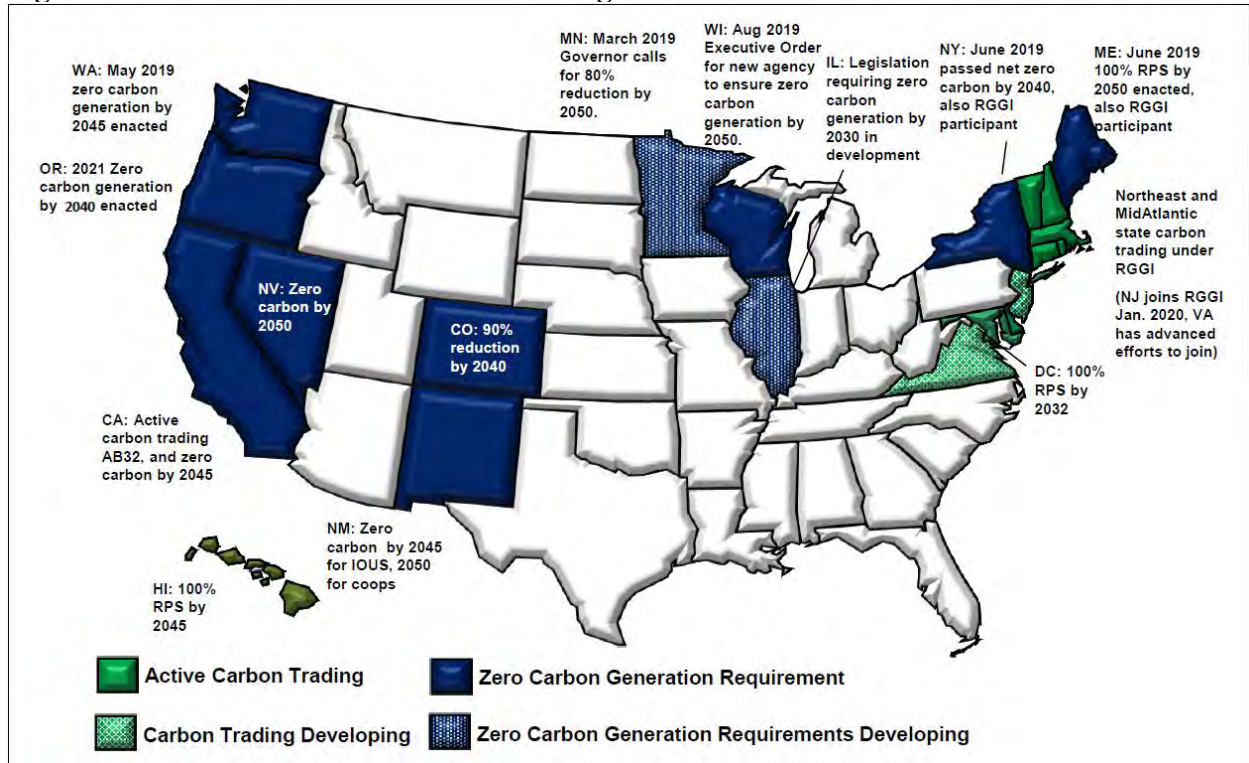 WA: May 2019
zero carbon
generation by
2045 enacted
OR: 2021 Zero
carbon generation
by 2040 enacted
MN: March 2019
Governor calls
for 80%
reduction by
2050.
WI: Aug 2019
Executive Order
for new agency
to ensure zero
carbon
generation by
2050.
IL: Legislation
requiring zero
carbon
generation by
2030 in
development
NY: June 2019
passed net zero
carbon by 2040,
also RGGI
participant
ME: June 2019
100% RPS by
2050 enacted,
also RGGI
participant
Northeast and
MidAtlantic
state carbon
trading under
RGGI
(NJ joins RGGI
Jan. 2020, VA
has advanced
efforts to join)
NV: Zero
carbon by
2050
CO: 90%
reduction
by 2040
DC: 100%
RPS by
2032
CA: Active
carbon trading
AB32, and zero
carbon by 2045
NM: Zero
carbon by 2045
for IOUS, 2050
for coops
HI: 100%
RPS by
2045
Active Carbon Trading
Zero Carbon Generation Requirement
Carbon Trading Developing
Zero Carbon Generation Requirements Developing